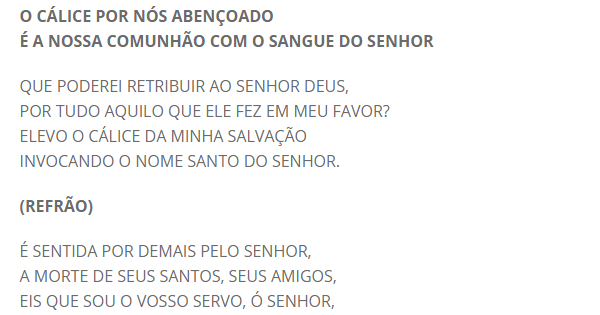 O CÁLICE POR NÓS ABENÇOADO
É A NOSSA COMUNHÃO COM O SANGUE DO SENHOR
QUE PODEREI RETRIBUIR AO SENHOR DEUS,
POR TUDO AQUILO QUE ELE FEZ EM MEU FAVOR?
ELEVO O CÁLICE DA MINHA SALVAÇÃO
INVOCANDO O NOME SANTO DO SENHOR.
(REFRÃO)
É SENTIDA POR DEMAIS PELO SENHOR,
A MORTE DE SEUS SANTOS, SEUS AMIGOS,
EIS QUE SOU O VOSSO SERVO, Ó SENHOR,